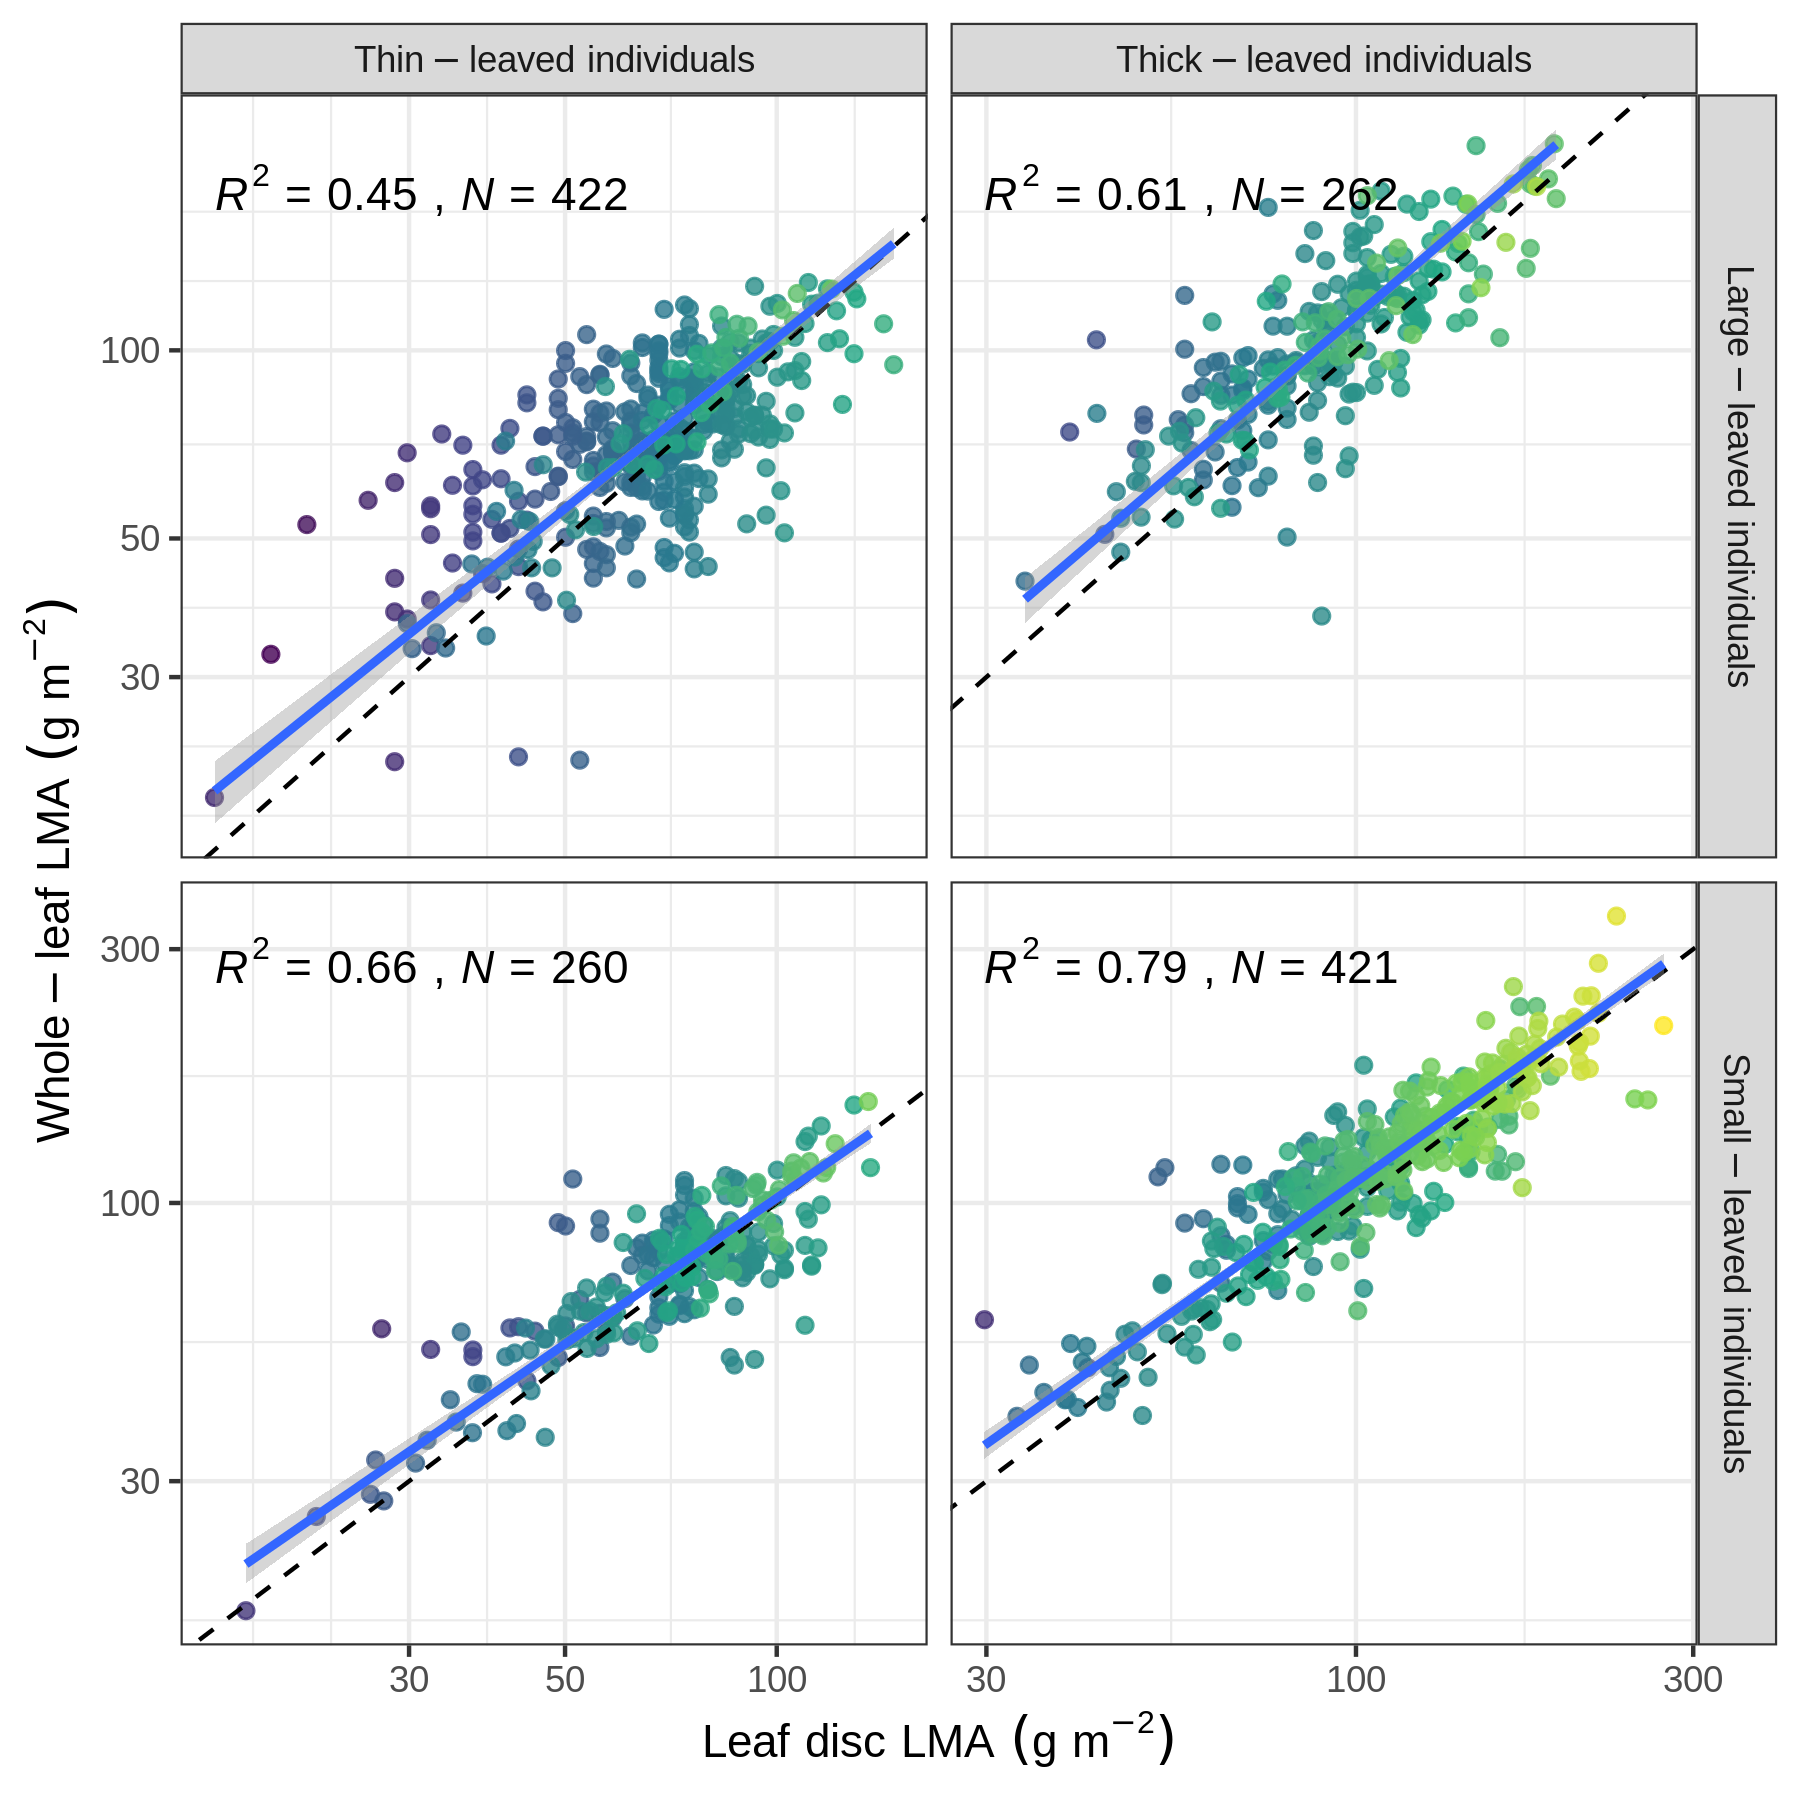 Thin – leaved individuals
Thick – leaved individuals
R² = 0.45 , N = 422
R² = 0.61 , N = 262
Large – leaved individuals
100
50
30
R² = 0.66 , N = 260
R² = 0.79 , N = 421
Small – leaved individuals
300
100
30
Whole – leaf LMA (g m⁻²)
30 50 100
30 100 300
Leaf disc LMA (g m⁻²)